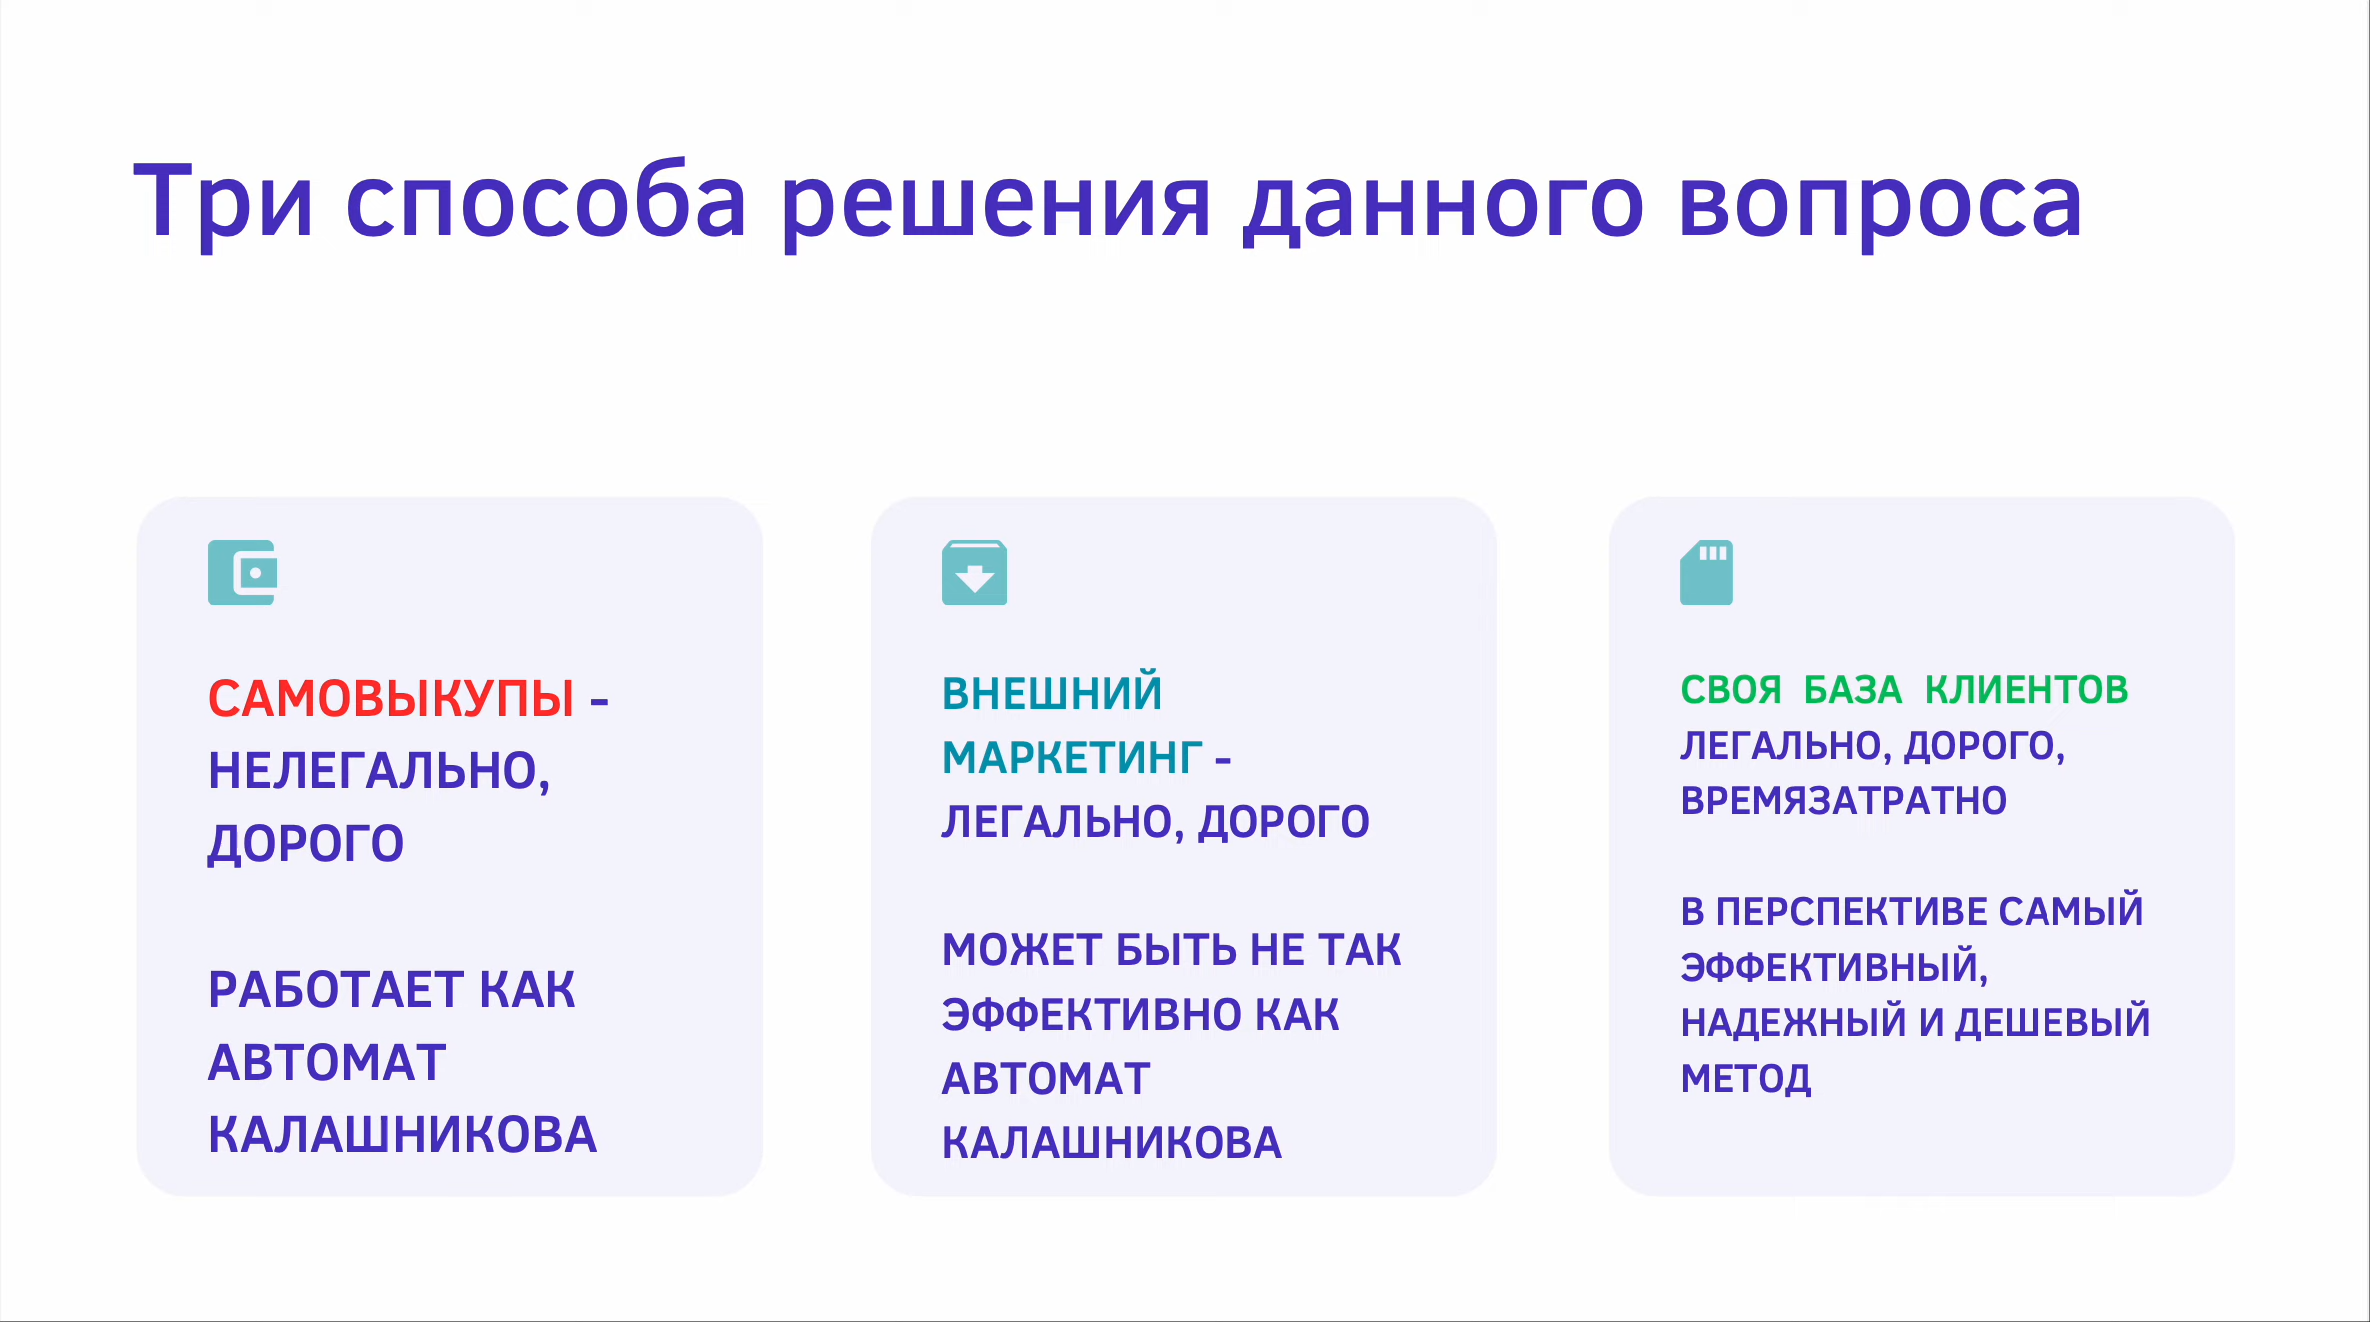 Три способа решения данного вопроса
САМОВЫКУПЫ -
НЕЛЕГАЛЬНО,
ДОРОГО
РАБОТАЕТ КАК
АВТОМАТ
КАЛАШНИКОВА
ВНЕШНИЙ
МАРКЕТИНГ -
ЛЕГАЛЬНО, ДОРОГО
МОЖЕТ БЫТЬ НЕ ТАК
ЭФФЕКТИВНО КАК
АВТОМАТ
КАЛАШНИКОВА
СВОЯ БАЗА КЛИЕНТОВ
ЛЕГАЛЬНО, ДОРОГО,
ВРЕМЯЗАТРАТНО
В ПЕРСПЕКТИВЕ САМЫЙ
ЭФФЕКТИВНЫЙ,
НАДЕЖНЫЙ И ДЕШЕВЫЙ
МЕТОД